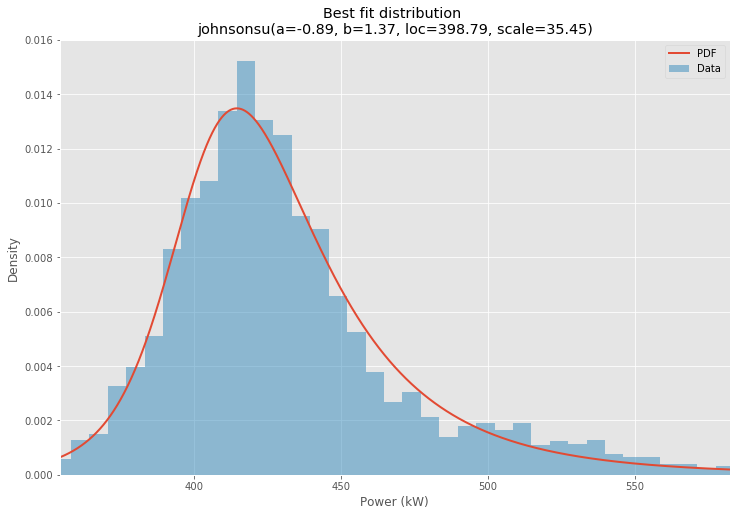 Best fit distribution
johnsonsu(a=-0.89, b=1.37, loc=398.79, scale=35.45)
PDF
Data
0.016
0.014
0.012
0.010
0.008
0.006
0.004
0.002
0.000
Density
400 450 500 550
Power (kW)